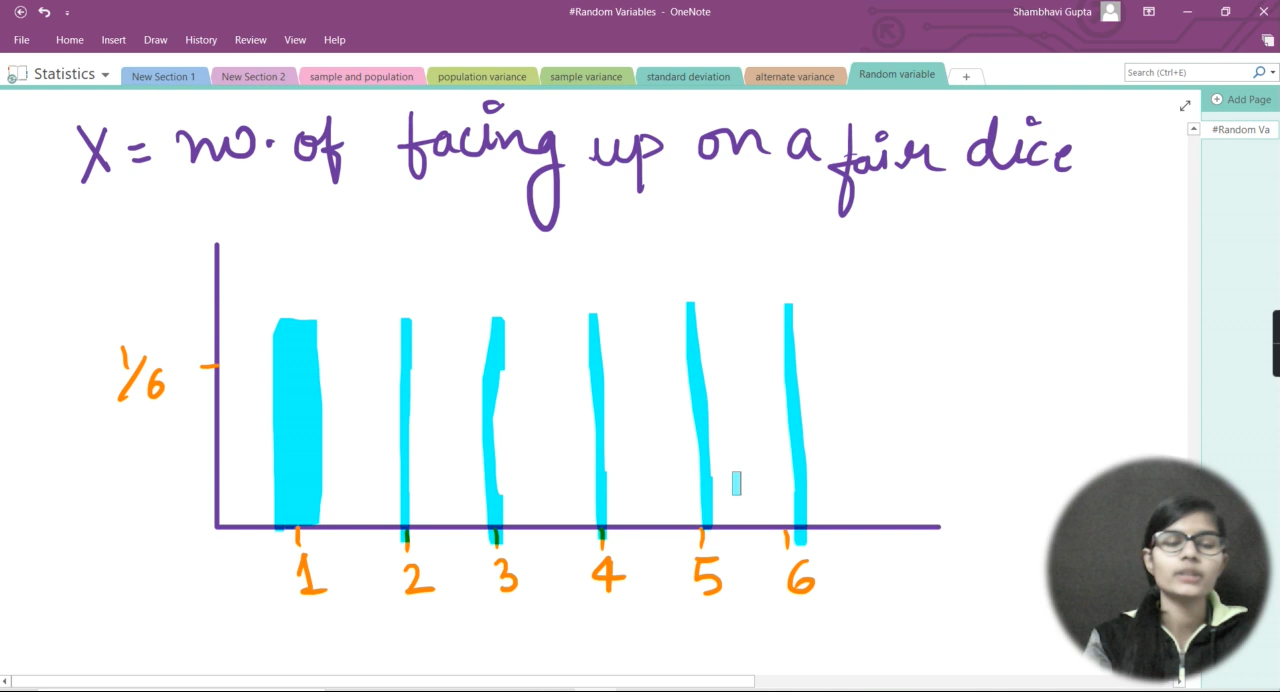 #Random Variables - OneNote
Shambhavi Gupta
File Home Insert Draw History Review View Help
Statistics
New Section 1 New Section 2 sample and population population variance sample variance standard deviation alternate variance Random variable +
Search (Ctrl+E)
Add Page
#Random Va
X = no. of facing up on a fair dice
1/6
1 2 3 4 5 6